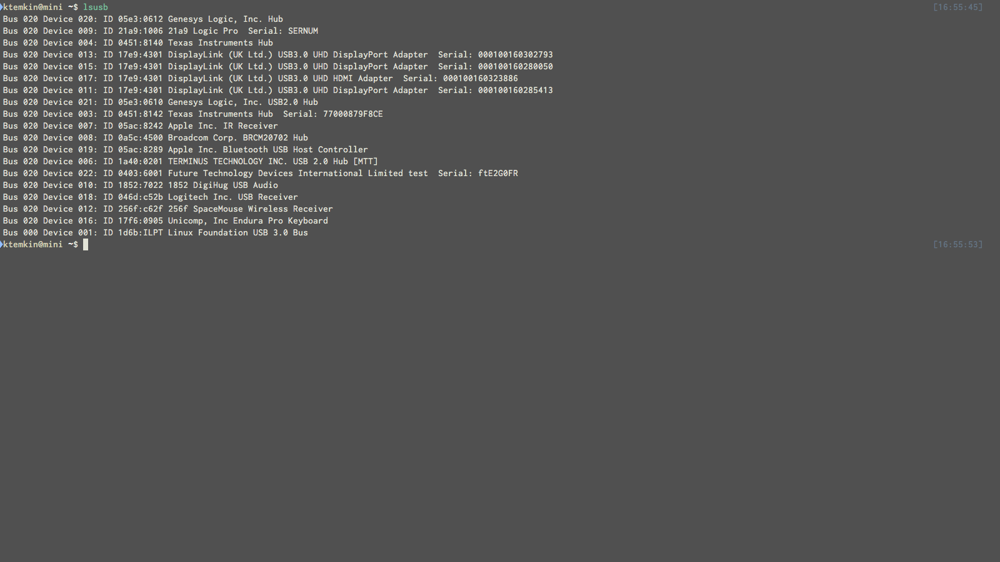 ktemkin@mini ~$ lsusb [16:55:45]
Bus 020 Device 020: ID 05e3:0612 Genesys Logic, Inc. Hub
Bus 020 Device 009: ID 21a9:1006 21a9 Logic Pro  Serial: SERNUM
Bus 020 Device 004: ID 0451:8140 Texas Instruments Hub
Bus 020 Device 013: ID 17e9:4301 DisplayLink (UK Ltd.) USB3.0 UHD DisplayPort Adapter  Serial: 000100160302793
Bus 020 Device 015: ID 17e9:4301 DisplayLink (UK Ltd.) USB3.0 UHD DisplayPort Adapter  Serial: 000100160280050
Bus 020 Device 017: ID 17e9:4301 DisplayLink (UK Ltd.) USB3.0 UHD HDMI Adapter  Serial: 000100160323886
Bus 020 Device 011: ID 17e9:4301 DisplayLink (UK Ltd.) USB3.0 UHD DisplayPort Adapter  Serial: 000100160285413
Bus 020 Device 021: ID 05e3:0610 Genesys Logic, Inc. USB2.0 Hub
Bus 020 Device 003: ID 0451:8142 Texas Instruments Hub  Serial: 77000879F8CE
Bus 020 Device 007: ID 05ac:8242 Apple Inc. IR Receiver
Bus 020 Device 008: ID 0a5c:4500 Broadcom Corp. BRCM20702 Hub
Bus 020 Device 019: ID 05ac:8289 Apple Inc. Bluetooth USB Host Controller
Bus 020 Device 006: ID 1a40:0201 TERMINUS TECHNOLOGY INC. USB 2.0 Hub [MTT]
Bus 020 Device 022: ID 0403:6001 Future Technology Devices International Limited test  Serial: ftE2G0FR
Bus 020 Device 010: ID 1852:7022 1852 DigiHug USB Audio
Bus 020 Device 018: ID 046d:c52b Logitech Inc. USB Receiver
Bus 020 Device 012: ID 256f:c62f 256f SpaceMouse Wireless Receiver
Bus 020 Device 016: ID 17f6:0905 Unicomp, Inc Endura Pro Keyboard
Bus 000 Device 001: ID 1d6b:ILPT Linux Foundation USB 3.0 Bus
ktemkin@mini ~$ [16:55:53]